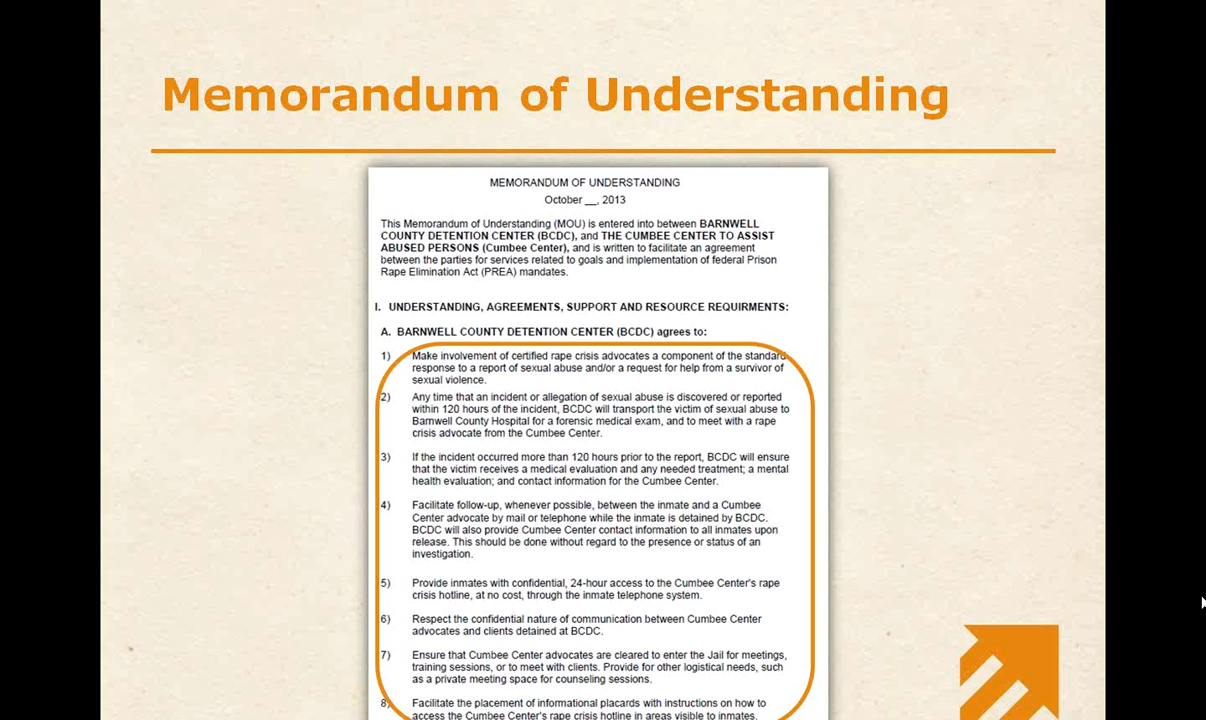 Memorandum of Understanding
MEMORANDUM OF UNDERSTANDING
October __, 2013
This Memorandum of Understanding (MOU) is entered into between BARNWELL
COUNTY DETENTION CENTER (BCDC), and THE CUMBEE CENTER TO ASSIST
ABUSED PERSONS (Cumbee Center), and is written to facilitate an agreement
between the parties for services related to goals and implementation of federal Prison
Rape Elimination Act (PREA) mandates.
I. UNDERSTANDING, AGREEMENTS, SUPPORT AND RESOURCE REQUIRMENTS:
A. BARNWELL COUNTY DETENTION CENTER (BCDC) agrees to:
1) Make involvement of certified rape crisis advocates a component of the standard
response to a report of sexual abuse and/or a request for help from a survivor of
sexual violence.
2) Any time that an incident or allegation of sexual abuse is discovered or reported
within 120 hours of the incident, BCDC will transport the victim of sexual abuse to
Barnwell County Hospital for a forensic medical exam, and to meet with a rape
crisis advocate from the Cumbee Center.
3) If the incident occurred more than 120 hours prior to the report, BCDC will ensure
that the victim receives a medical evaluation and any needed treatment; a mental
health evaluation; and contact information for the Cumbee Center.
4) Facilitate follow-up, whenever possible, between the inmate and a Cumbee
Center advocate by mail or telephone while the inmate is detained by BCDC.
BCDC will also provide Cumbee Center contact information to all inmates upon
release. This should be done without regard to the presence or status of an
investigation.
5) Provide inmates with confidential, 24-hour access to the Cumbee Center's rape
crisis hotline, at no cost, through the inmate telephone system.
6) Respect the confidential nature of communication between Cumbee Center
advocates and clients detained at BCDC.
7) Ensure that Cumbee Center advocates are cleared to enter the Jail for meetings,
training sessions, or to meet with clients. Provide for other logistical needs, such
as a private meeting space for counseling sessions.
8) Facilitate the placement of informational placards with instructions on how to
access the Cumbee Center's rape crisis hotline in areas visible to inmates.